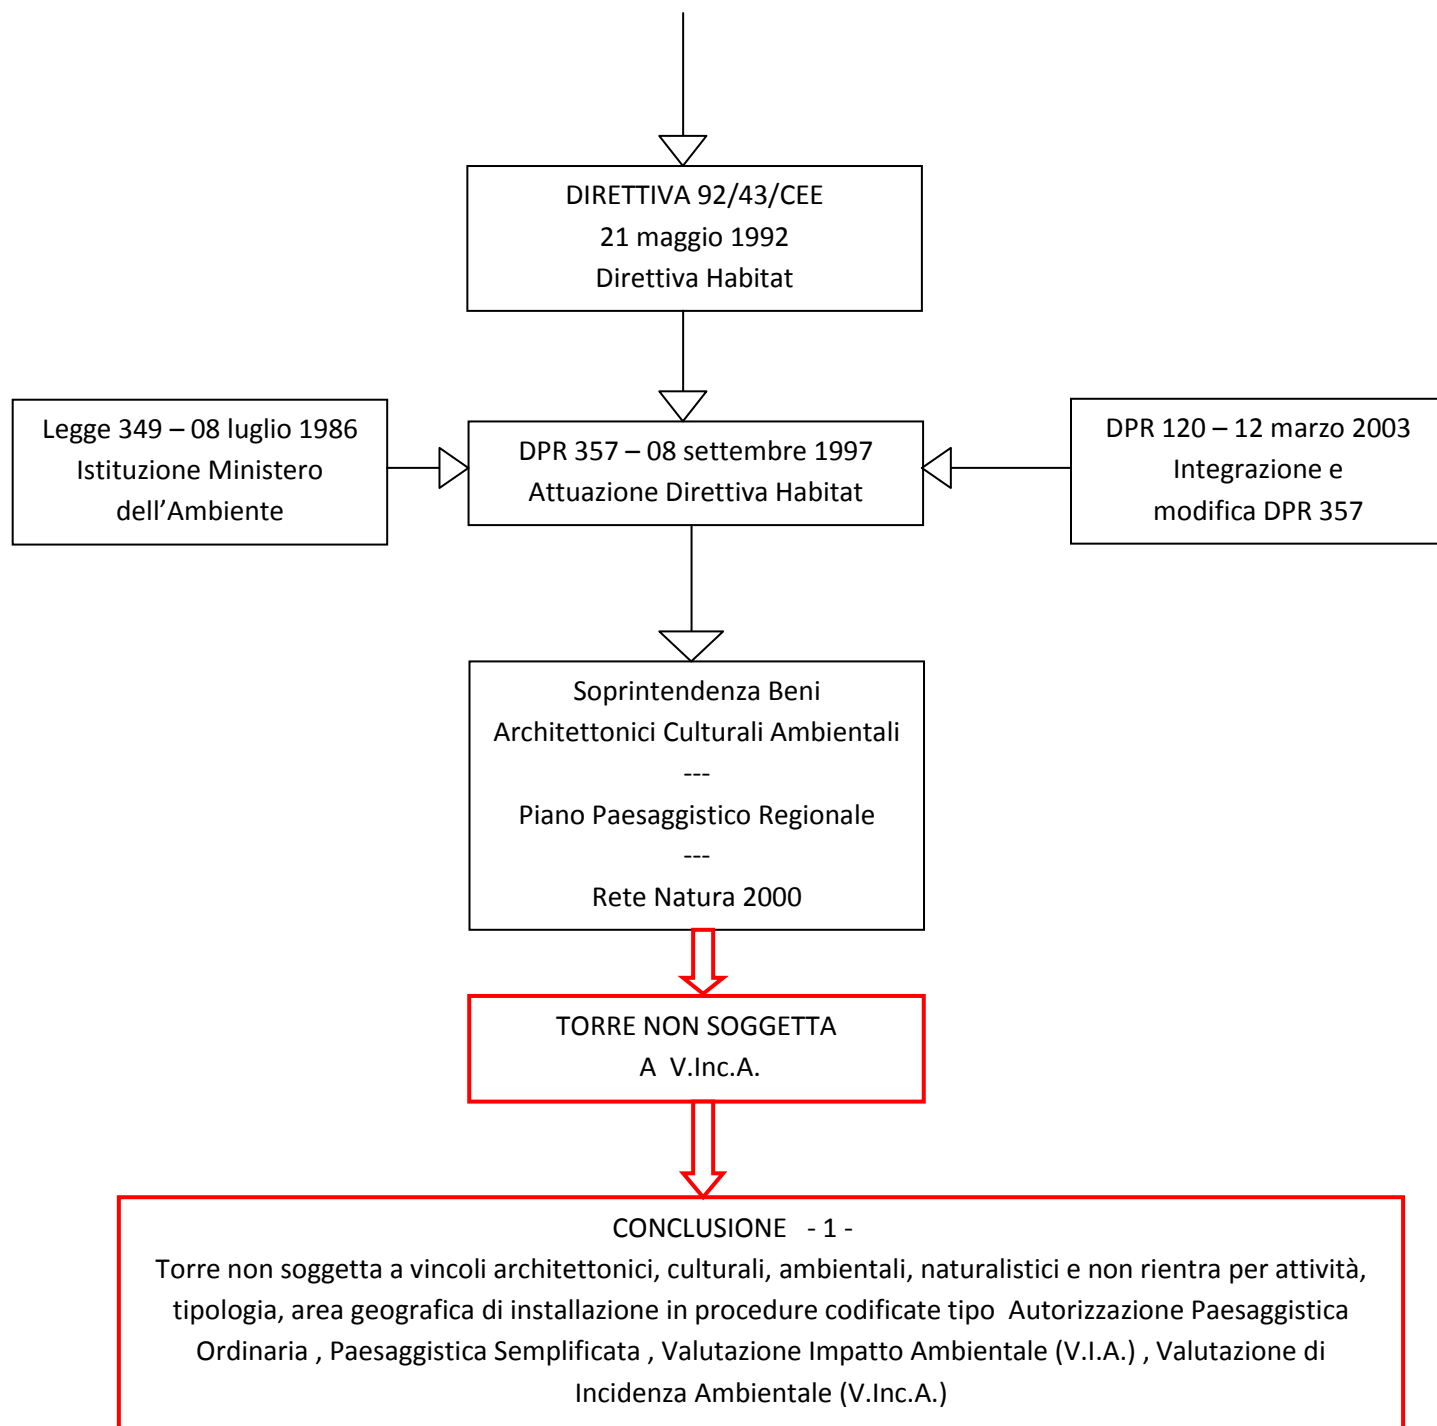 DIRETTIVA 92/43/CEE
21 maggio 1992
Direttiva Habitat
Legge 349 – 08 luglio 1986
Istituzione Ministero
dell’Ambiente
DPR 357 – 08 settembre 1997
Attuazione Direttiva Habitat
DPR 120 – 12 marzo 2003
Integrazione e
modifica DPR 357
Soprintendenza Beni
Architettonici Culturali Ambientali
---
Piano Paesaggistico Regionale
---
Rete Natura 2000
TORRE NON SOGGETTA
A V.Inc.A.
CONCLUSIONE - 1 -
Torre non soggetta a vincoli architettonici, culturali, ambientali, naturalistici e non rientra per attività,
tipologia, area geografica di installazione in procedure codificate tipo Autorizzazione Paesaggistica
Ordinaria , Paesaggistica Semplificata , Valutazione Impatto Ambientale (V.I.A.) , Valutazione di
Incidenza Ambientale (V.Inc.A.)